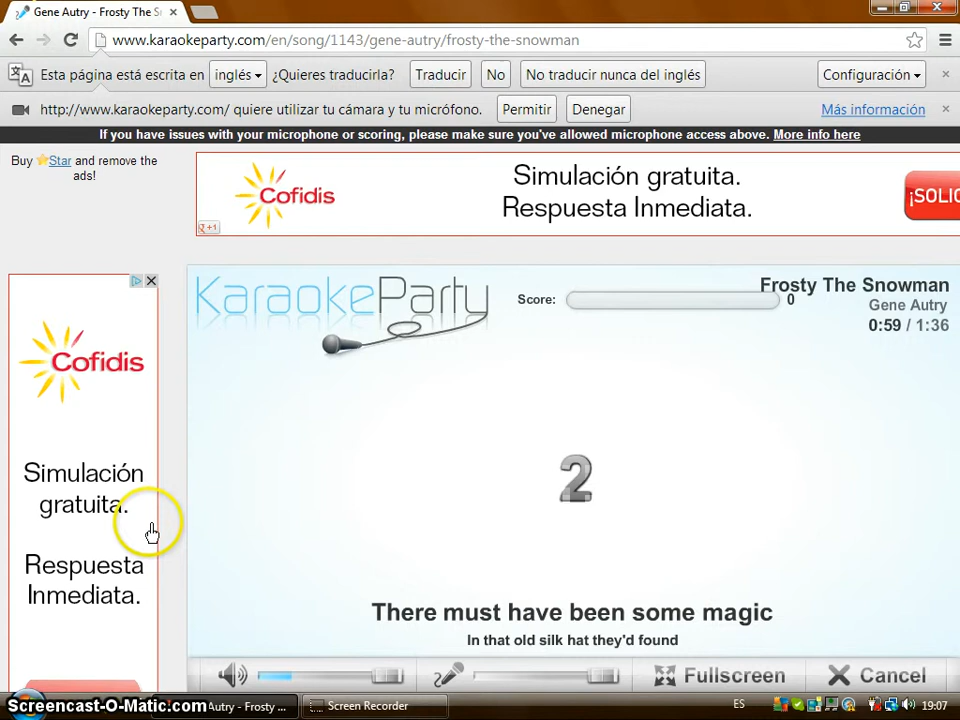 Gene Autry - Frosty The S
www.karaokeparty.com/en/song/1143/gene-autry/frosty-the-snowman
Esta página está escrita en inglés ¿Quieres traducirla? Traducir No No traducir nunca del inglés Configuración
http://www.karaokeparty.com/ quiere utilizar tu cámara y tu micrófono. Permitir Denegar Más información
If you have issues with your microphone or scoring, please make sure you've allowed microphone access above. More info here
Buy Star and remove the
ads!
Cofidis
Simulación gratuita.
Respuesta Inmediata.
¡SOLIC
+1
Cofidis
Simulación
gratuita.
Respuesta
Inmediata.
KaraokeParty
Score: 0
Frosty The Snowman
Gene Autry
0:59 / 1:36
2
There must have been some magic
In that old silk hat they'd found
Fullscreen
Cancel
Screencast-O-Matic.com
Autry - Frosty ...
Screen Recorder
ES
19:07